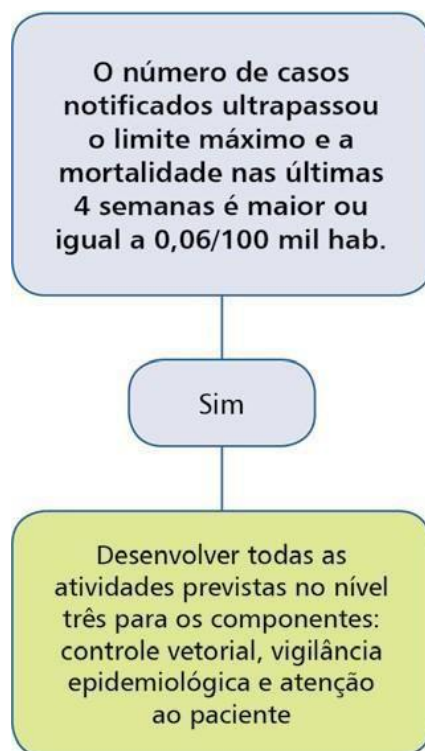 O número de casos
notificados ultrapassou
o limite máximo e a
mortalidade nas últimas
4 semanas é maior ou
igual a 0,06/100 mil hab.
Sim
Desenvolver todas as
atividades previstas no nível
três para os componentes:
controle vetorial, vigilância
epidemiológica e atenção
ao paciente